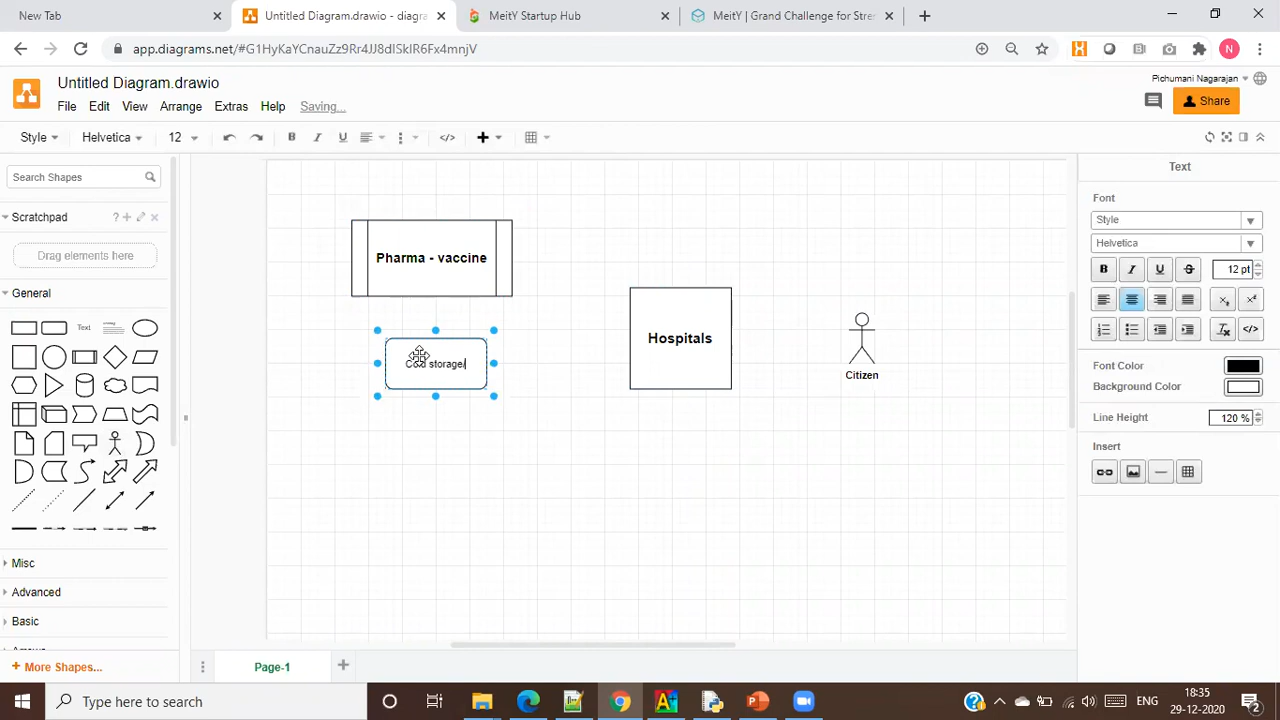 New Tab
Untitled Diagram.drawio - diagra
MeitY Startup Hub
MeitY | Grand Challenge for Stre
app.diagrams.net/#G1HyKaYCnauZz9Rr4JJ8dISkIR6Fx4mnjV
Untitled Diagram.drawio
Pichumani Nagarajan
File Edit View Arrange Extras Help Saving...
Share
Style Helvetica 12
Search Shapes
Scratchpad
Drag elements here
General
Text
Misc
Advanced
Basic
More Shapes...
Pharma - vaccine
Cold storage/
Hospitals
Citizen
Page-1
Text
Font
Style
Helvetica
B I U S 12 pt
Font Color
Background Color
Line Height 120 %
Insert
Type here to search
ENG
18:35
29-12-2020
2